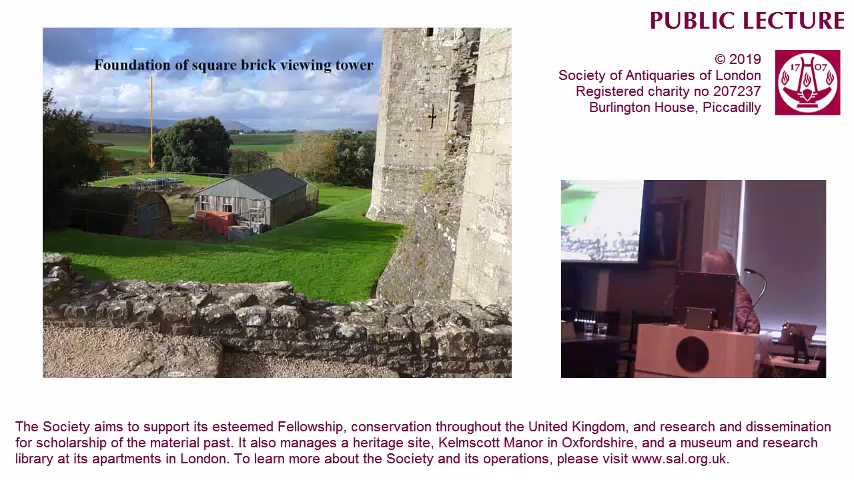 PUBLIC LECTURE
Foundation of square brick viewing tower
© 2019
Society of Antiquaries of London
Registered charity no 207237
Burlington House, Piccadilly
17 07
The Society aims to support its esteemed Fellowship, conservation throughout the United Kingdom, and research and dissemination
for scholarship of the material past. It also manages a heritage site, Kelmscott Manor in Oxfordshire, and a museum and research
library at its apartments in London. To learn more about the Society and its operations, please visit www.sal.org.uk.